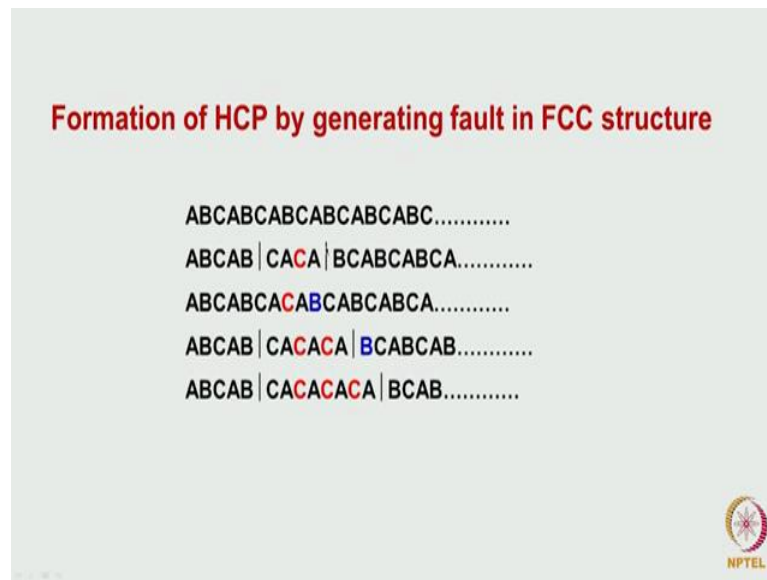 Formation of HCP by generating fault in FCC structure
ABCABCABCABCABCABC............
ABCAB|CACA|BCABCABCA............
ABCABCACABCABCABCA............
ABCAB|CACACA|BCABCAB............
ABCAB|CACACACA|BCAB............
NPTEL